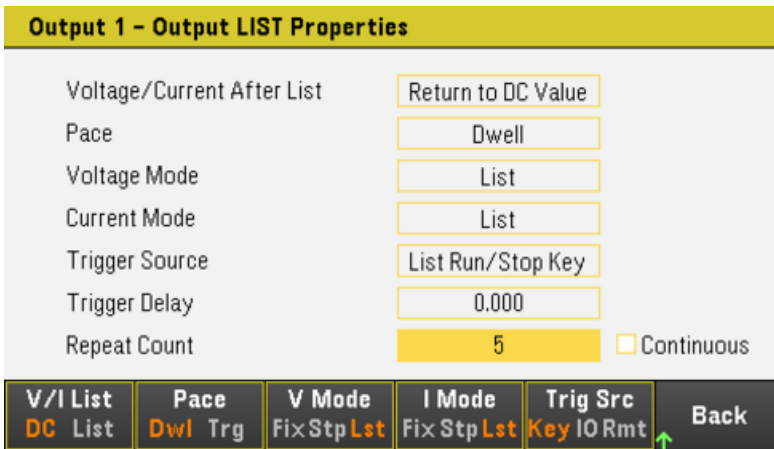 Output 1 – Output LIST Properties
Voltage/Current After List Return to DC Value
Pace Dwell
Voltage Mode List
Current Mode List
Trigger Source List Run/Stop Key
Trigger Delay 0.000
Repeat Count 5 Continuous
V/I List Pace V Mode I Mode Trig Src Back
DC List Dwl Trg Fix Stp Lst Fix Stp Lst Key IO Rmt